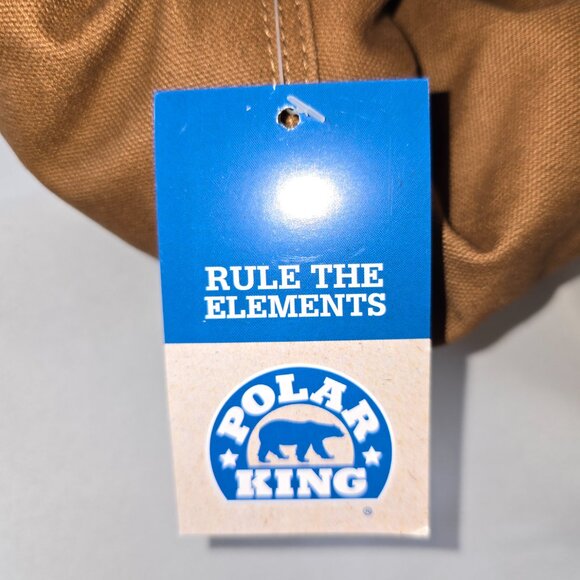 RULE THE
ELEMENTS
POLAR
KING
®